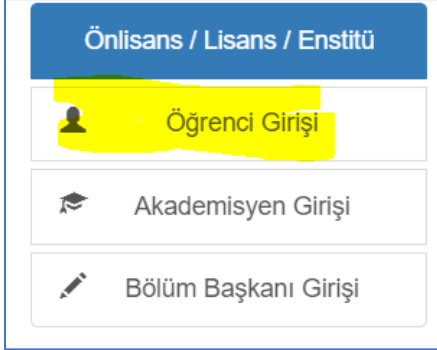 Önlisans / Lisans / Enstitü
Öğrenci Girişi
Akademisyen Girişi
Bölüm Başkanı Girişi